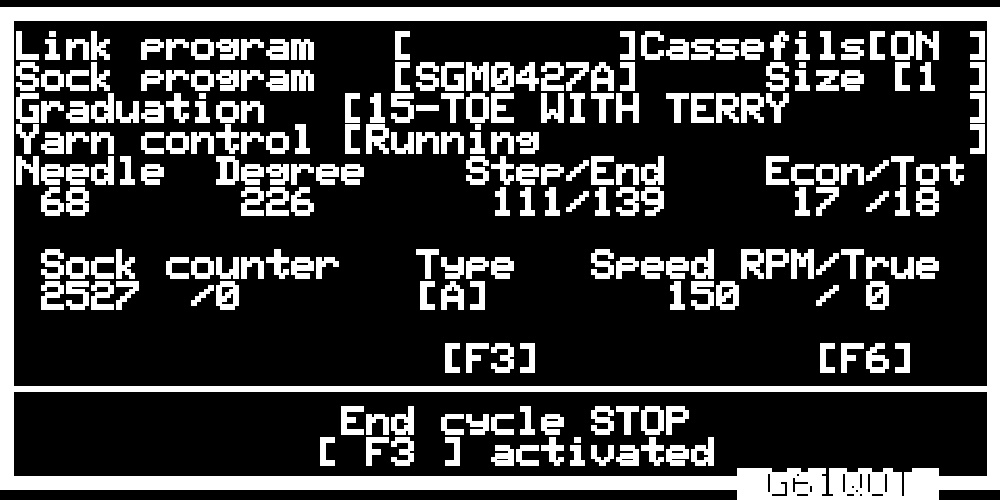 Link program [ ]Cassefils[ON ]
Sock program [SGM0427A] Size [1 ]
Graduation [15-TOE WITH TERRY ]
Yarn control [Running ]
Needle Degree Step/End Econ/Tot
68 226 111/139 17 /18
Sock counter Type Speed RPM/True
2527 /0 [A] 150 / 0
[F3] [F6]
End cycle STOP
[ F3 ] activated